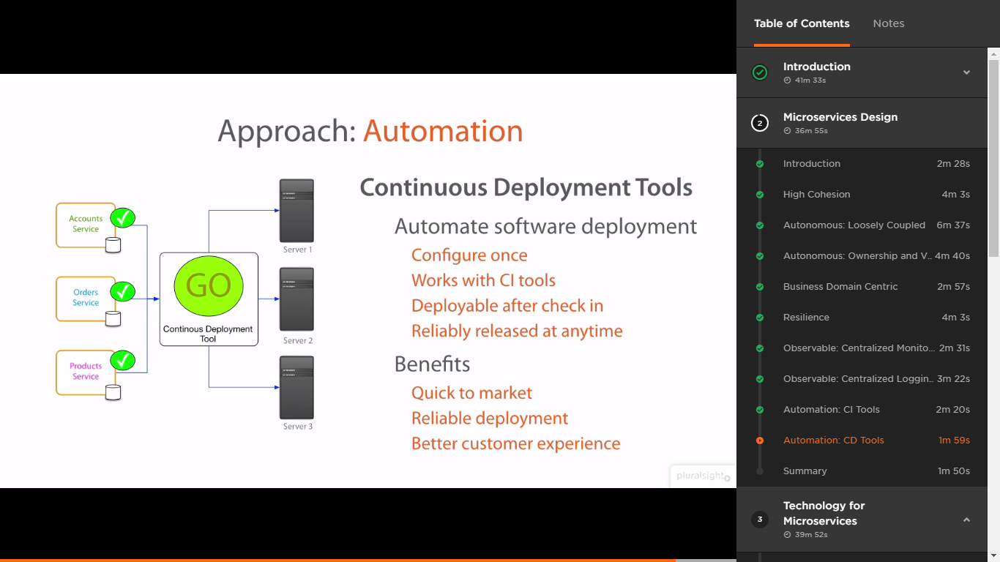 Approach: Automation
Accounts
Service
Orders
Service
Products
Service
GO
Continous Deployment
Tool
Server 1
Server 2
Server 3
Continuous Deployment Tools
Automate software deployment
Configure once
Works with CI tools
Deployable after check in
Reliably released at anytime
Benefits
Quick to market
Reliable deployment
Better customer experience
pluralsight
Table of Contents
Notes
Introduction
41m 33s
2
Microservices Design
36m 55s
Introduction 2m 28s
High Cohesion 4m 3s
Autonomous: Loosely Coupled 6m 37s
Autonomous: Ownership and V.. 4m 40s
Business Domain Centric 2m 57s
Resilience 4m 3s
Observable: Centralized Monito... 2m 31s
Observable: Centralized Loggin.. 3m 22s
Automation: CI Tools 2m 20s
Automation: CD Tools 1m 59s
Summary 1m 50s
3
Technology for
Microservices
39m 52s